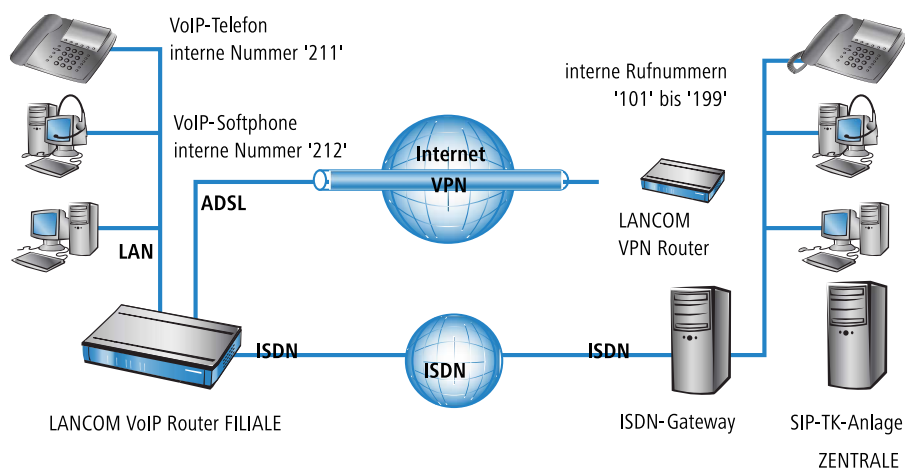 VoIP-Telefon
interne Nummer '211'
interne Rufnummern
'101' bis '199'
VoIP-Softphone
interne Nummer '212'
Internet
VPN
ADSL
LANCOM
VPN Router
LAN
ISDN
ISDN
ISDN
LANCOM VoIP Router FILIALE
ISDN-Gateway
SIP-TK-Anlage
ZENTRALE